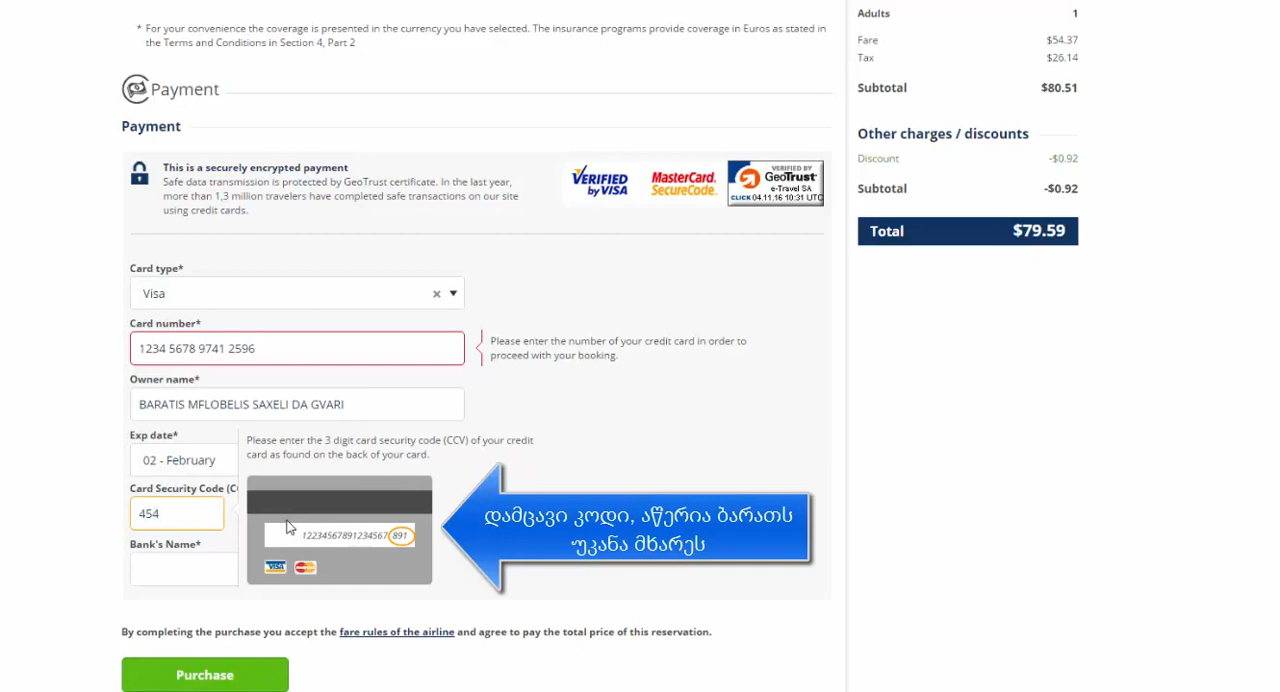 * For your convenience the coverage is presented in the currency you have selected. The insurance programs provide coverage in Euros as stated in
the Terms and Conditions in Section 4, Part 2
Payment
Payment
This is a securely encrypted payment
Safe data transmission is protected by GeoTrust certificate. In the last year,
more than 1,3 million travelers have completed safe transactions on our site
using credit cards.
VERIFIED
by VISA
MasterCard.
SecureCode.
VERIFIED BY
GeoTrust
e-Travel SA
CLICK 04.11.16 10:31 UTC
Card type*
Visa
Card number*
1234 5678 9741 2596
Please enter the number of your credit card in order to
proceed with your booking.
Owner name*
BARATIS MFLOBELIS SAXELI DA GVARI
Exp date*
02 - February
Please enter the 3 digit card security code (CCV) of your credit
card as found on the back of your card.
Card Security Code (C
454
12234567891234567 891
VISA
Bank's Name*
დამცავი კოდი, აწერია ბარათს
უკანა მხარეს
By completing the purchase you accept the fare rules of the airline and agree to pay the total price of this reservation.
Purchase
Adults 1
Fare $54.37
Tax $26.14
Subtotal $80.51
Other charges / discounts
Discount -$0.92
Subtotal -$0.92
Total $79.59